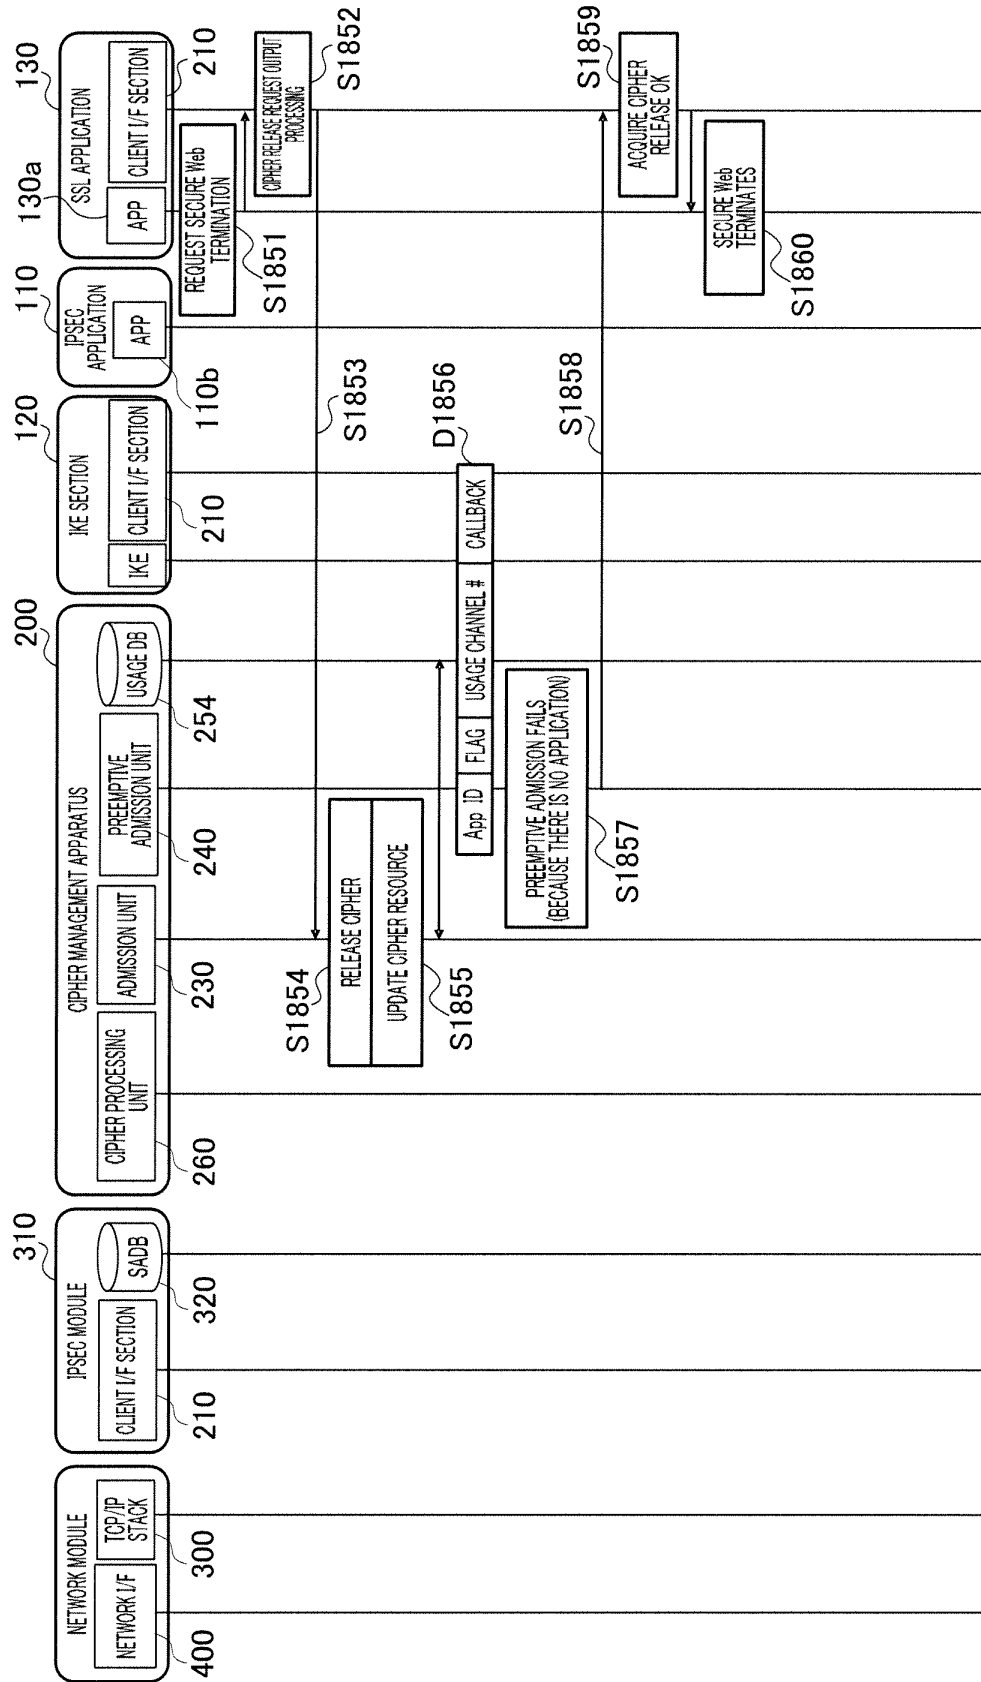 NETWORK MODULE
NETWORK I/F
400
TCP/IP
STACK
300
IPSEC MODULE
310
CLIENT I/F SECTION
210
SADB
320
CIPHER MANAGEMENT APPARATUS
200
CIPHER PROCESSING
UNIT
260
ADMISSION UNIT
230
PREEMPTIVE
ADMISSION UNIT
240
USAGE DB
254
IKE SECTION
120
IKE
CLIENT I/F SECTION
210
IPSEC
APPLICATION
110
APP
110b
SSL APPLICATION
130
130a
APP
CLIENT I/F SECTION
210
REQUEST SECURE Web
TERMINATION
S1851
CIPHER RELEASE REQUEST OUTPUT
PROCESSING
S1852
S1853
S1854
RELEASE CIPHER
UPDATE CIPHER RESOURCE
S1855
App ID
FLAG
USAGE CHANNEL #
CALLBACK
D1856
PREEMPTIVE ADMISSION FAILS
(BECAUSE THERE IS NO APPLICATION)
S1857
S1858
ACQUIRE CIPHER
RELEASE OK
S1859
SECURE Web
TERMINATES
S1860